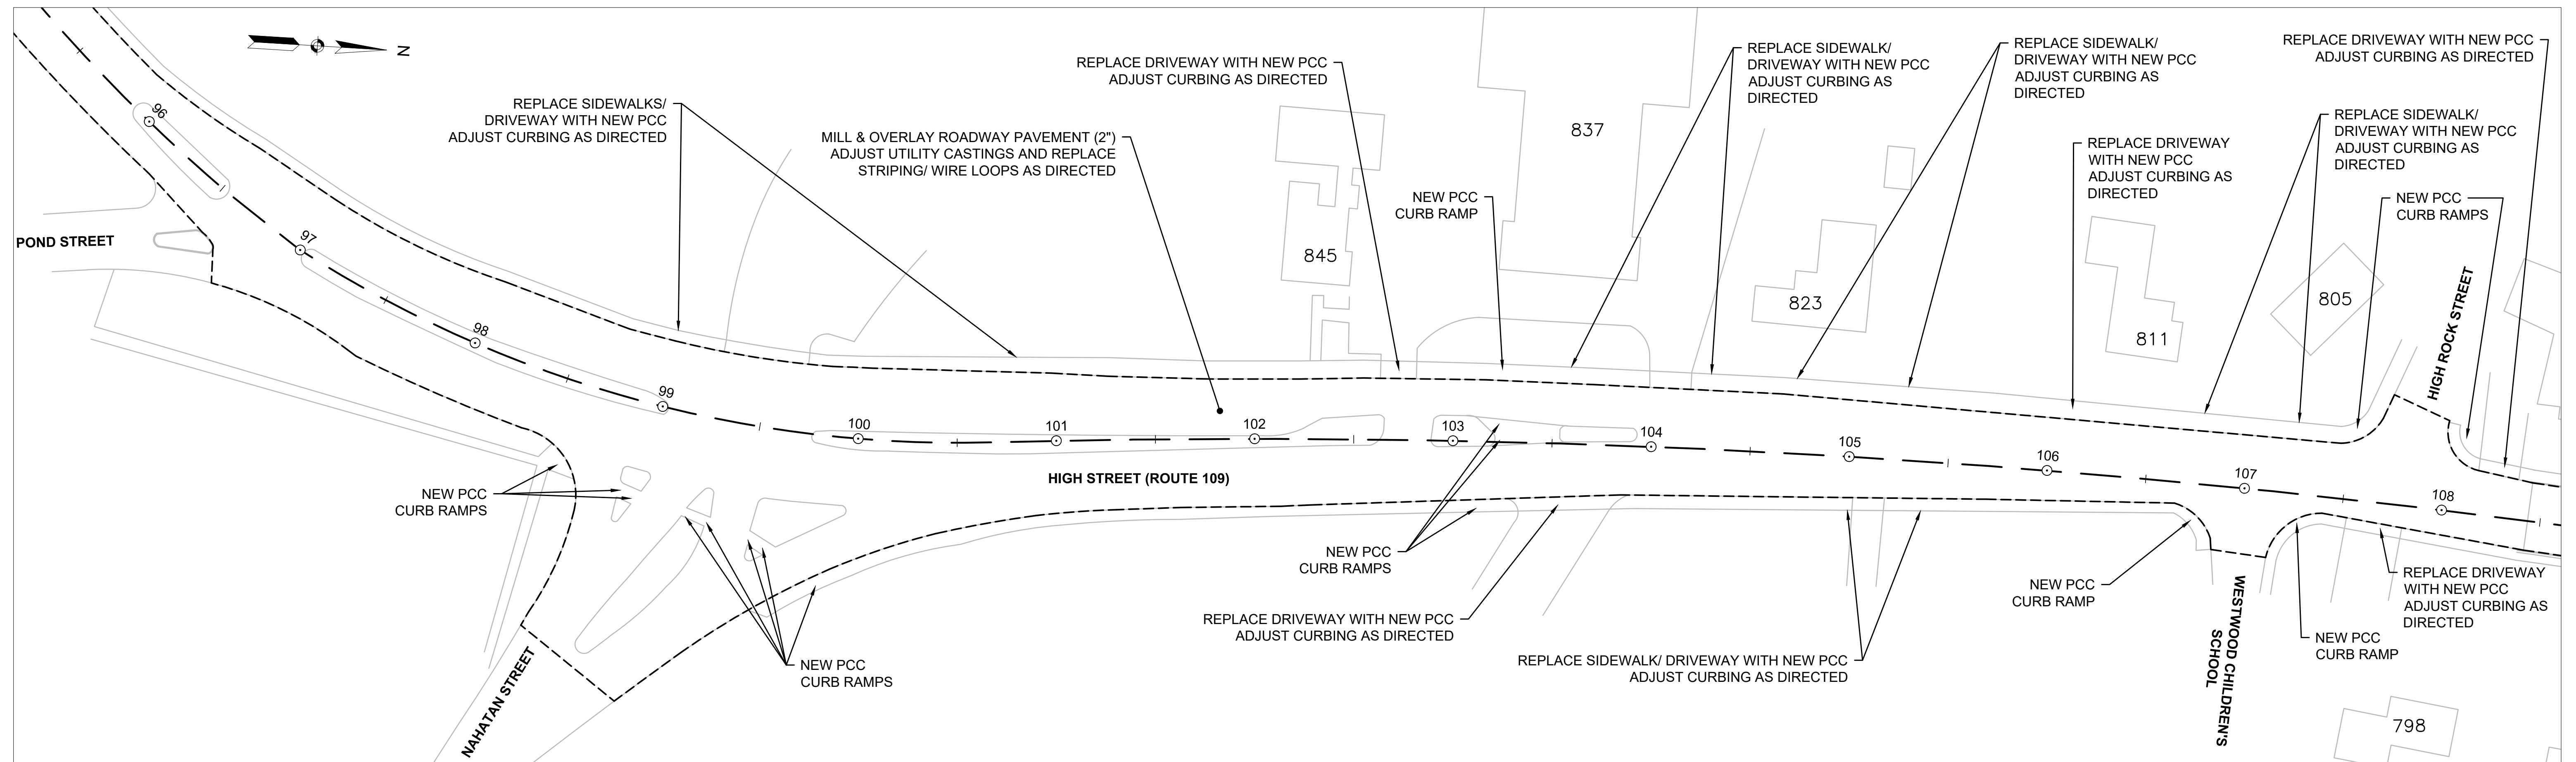 N
REPLACE SIDEWALKS/
DRIVEWAY WITH NEW PCC
ADJUST CURBING AS DIRECTED
MILL & OVERLAY ROADWAY PAVEMENT (2")
ADJUST UTILITY CASTINGS AND REPLACE
STRIPING/ WIRE LOOPS AS DIRECTED
REPLACE DRIVEWAY WITH NEW PCC
ADJUST CURBING AS DIRECTED
NEW PCC
CURB RAMP
REPLACE SIDEWALK/
DRIVEWAY WITH NEW PCC
ADJUST CURBING AS
DIRECTED
REPLACE SIDEWALK/
DRIVEWAY WITH NEW PCC
ADJUST CURBING AS
DIRECTED
REPLACE DRIVEWAY
WITH NEW PCC
ADJUST CURBING AS
DIRECTED
REPLACE DRIVEWAY WITH NEW PCC
ADJUST CURBING AS DIRECTED
REPLACE SIDEWALK/
DRIVEWAY WITH NEW PCC
ADJUST CURBING AS
DIRECTED
NEW PCC
CURB RAMPS
845
837
823
811
805
HIGH ROCK STREET
POND STREET
96
97
98
99
100
101
102
103
104
105
106
107
108
HIGH STREET (ROUTE 109)
NEW PCC
CURB RAMPS
NEW PCC
CURB RAMPS
NAHATAN STREET
NEW PCC
CURB RAMPS
REPLACE DRIVEWAY WITH NEW PCC
ADJUST CURBING AS DIRECTED
REPLACE SIDEWALK/ DRIVEWAY WITH NEW PCC
ADJUST CURBING AS DIRECTED
NEW PCC
CURB RAMP
WESTWOOD CHILDREN'S
SCHOOL
NEW PCC
CURB RAMP
REPLACE DRIVEWAY
WITH NEW PCC
ADJUST CURBING AS
DIRECTED
798